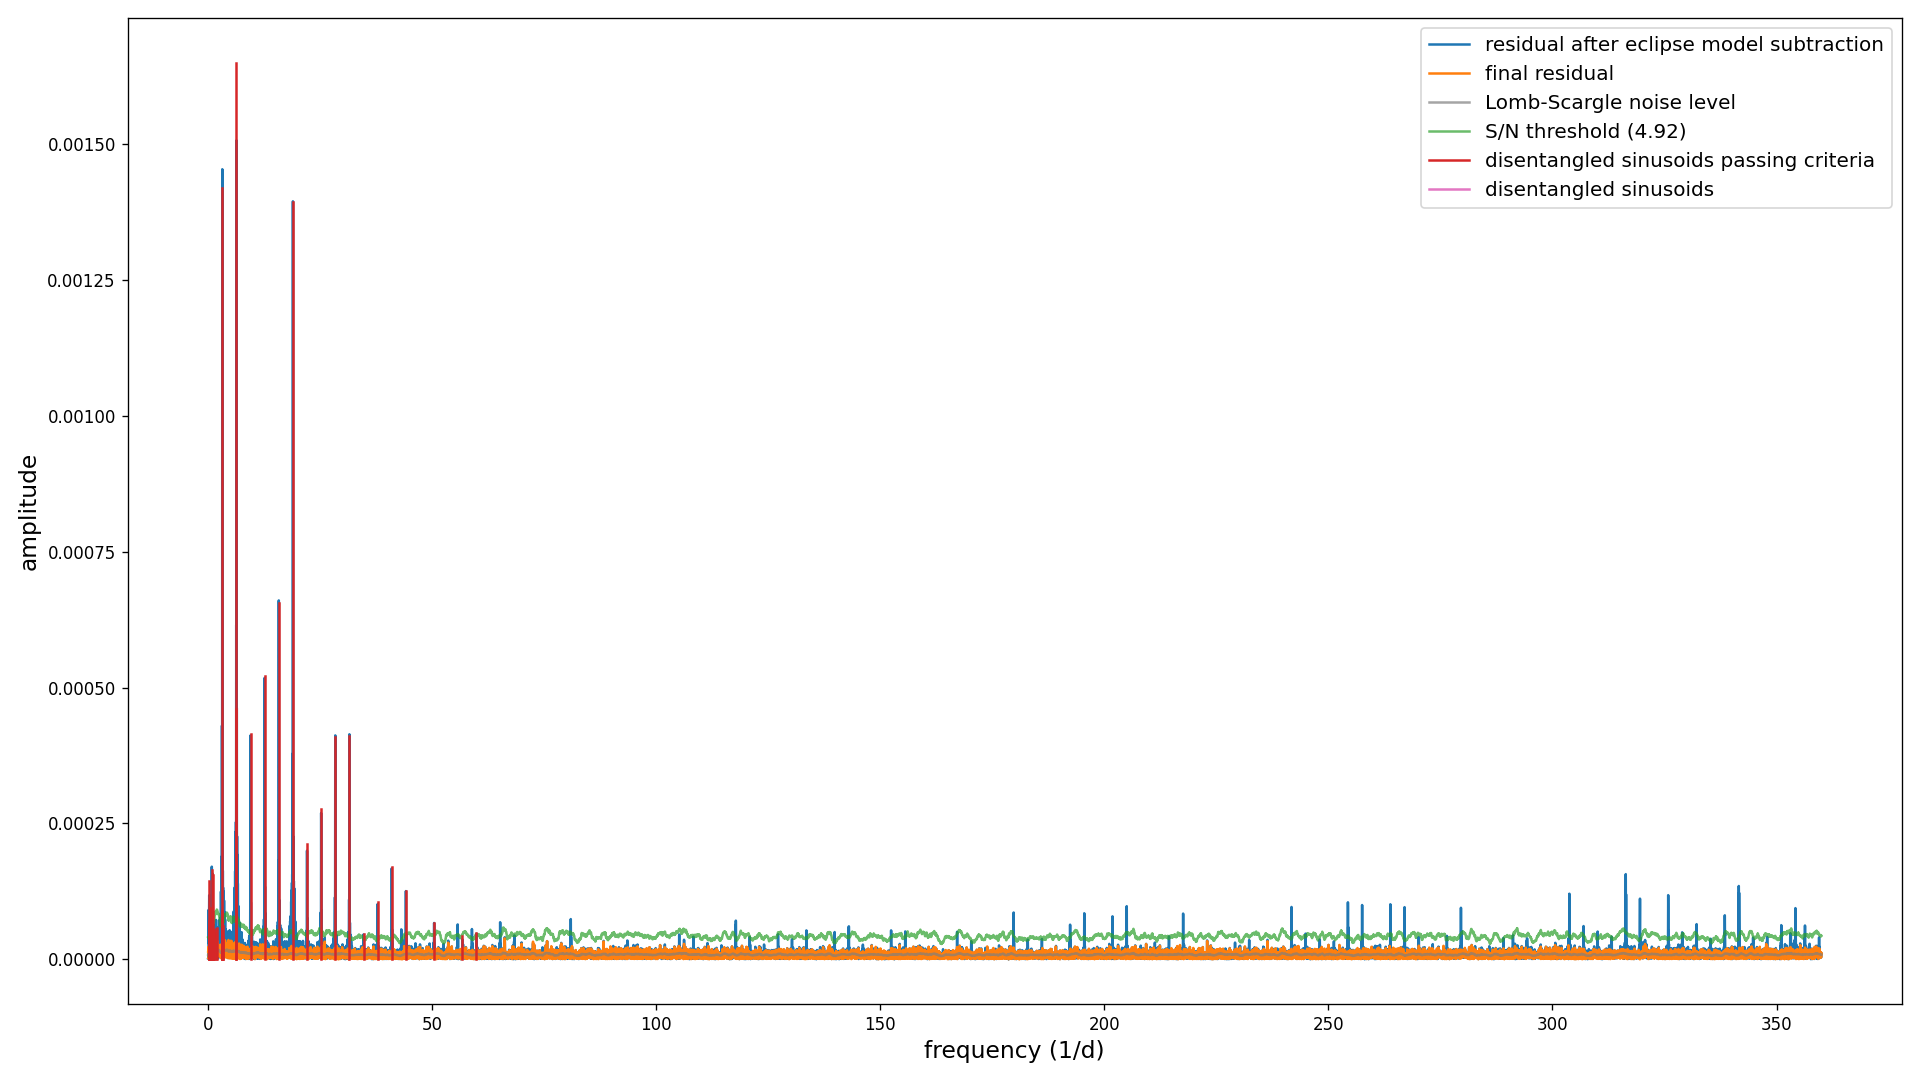 residual after eclipse model subtraction
final residual
Lomb-Scargle noise level
S/N threshold (4.92)
disentangled sinusoids passing criteria
disentangled sinusoids
0.00150
0.00125
0.00100
0.00075
0.00050
0.00025
0.00000
amplitude
0 50 100 150 200 250 300 350
frequency (1/d)